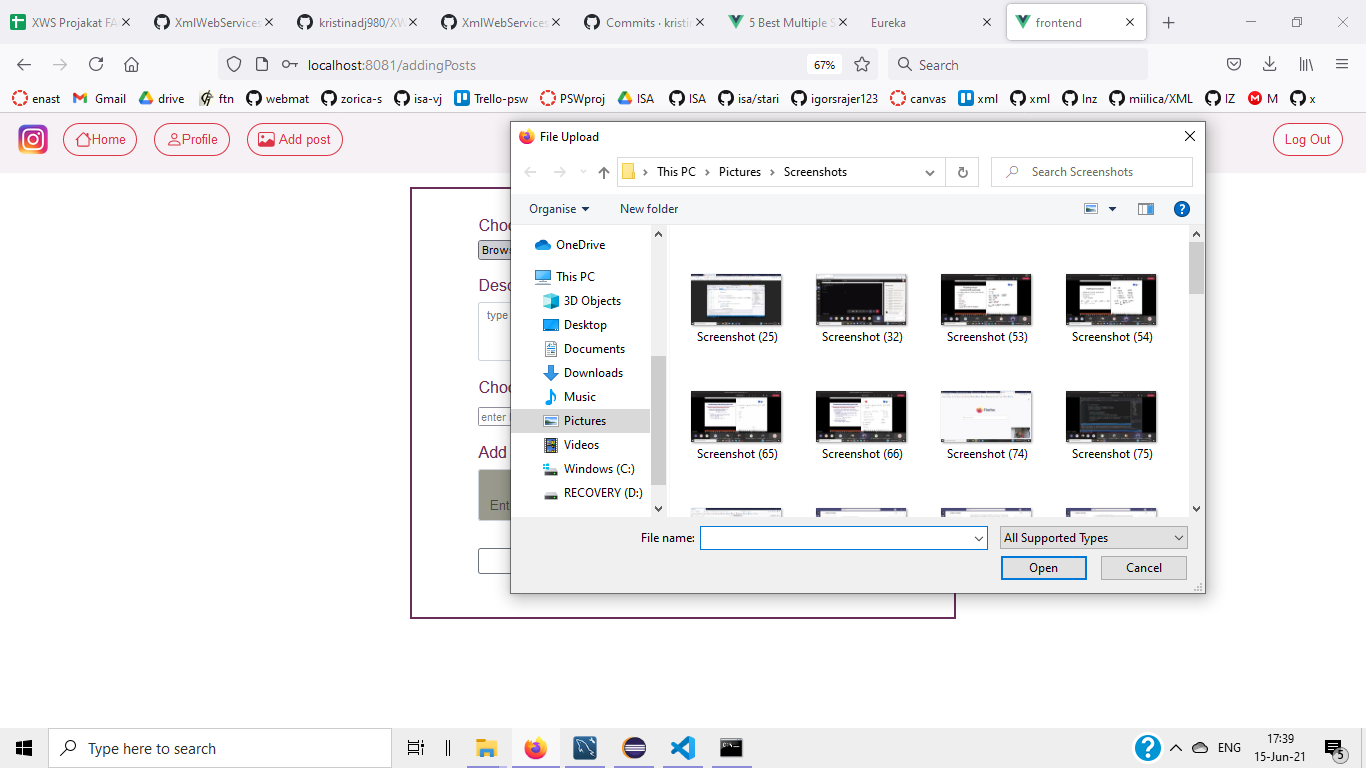 XWS Projakat FA
XmlWebServices
kristinadj980/XW
XmlWebServices
Commits · kristi
5 Best Multiple S
Eureka
frontend
localhost:8081/addingPosts
67%
Search
enast
Gmail
drive
ftn
webmat
zorica-s
isa-vj
Trello-psw
PSWproj
ISA
ISA
isa/stari
igorsrajer123
canvas
xml
xml
Inz
miilica/XML
IZ
M
x
Home
Profile
Add post
Log Out
Choo
Brows
Desc
type
Choo
enter
Add
Ent
File Upload
This PC
Pictures
Screenshots
Search Screenshots
Organise
New folder
OneDrive
This PC
3D Objects
Desktop
Documents
Downloads
Music
Pictures
Videos
Windows (C:)
RECOVERY (D:)
Screenshot (25)
Screenshot (32)
Screenshot (53)
Screenshot (54)
Screenshot (65)
Screenshot (66)
Screenshot (74)
Screenshot (75)
File name:
All Supported Types
Open
Cancel
Type here to search
ENG
17:39
15-Jun-21
5